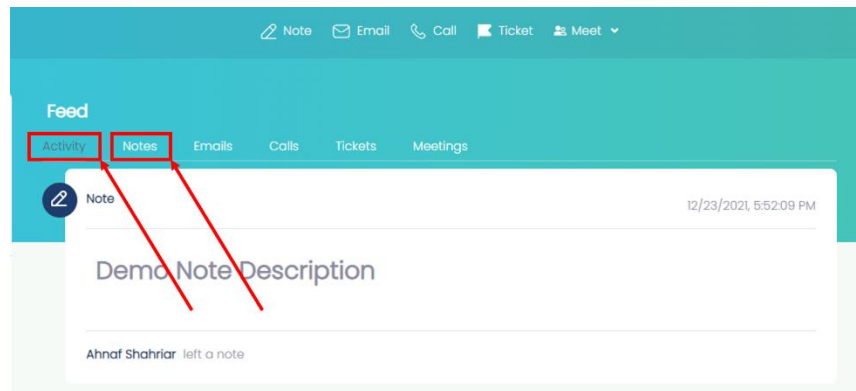 Note Email Call Ticket Meet
Feed
Activity Notes Emails Calls Tickets Meetings
Note 12/23/2021, 5:52:09 PM
Demo Note Description
Ahnaf Shahriar left a note